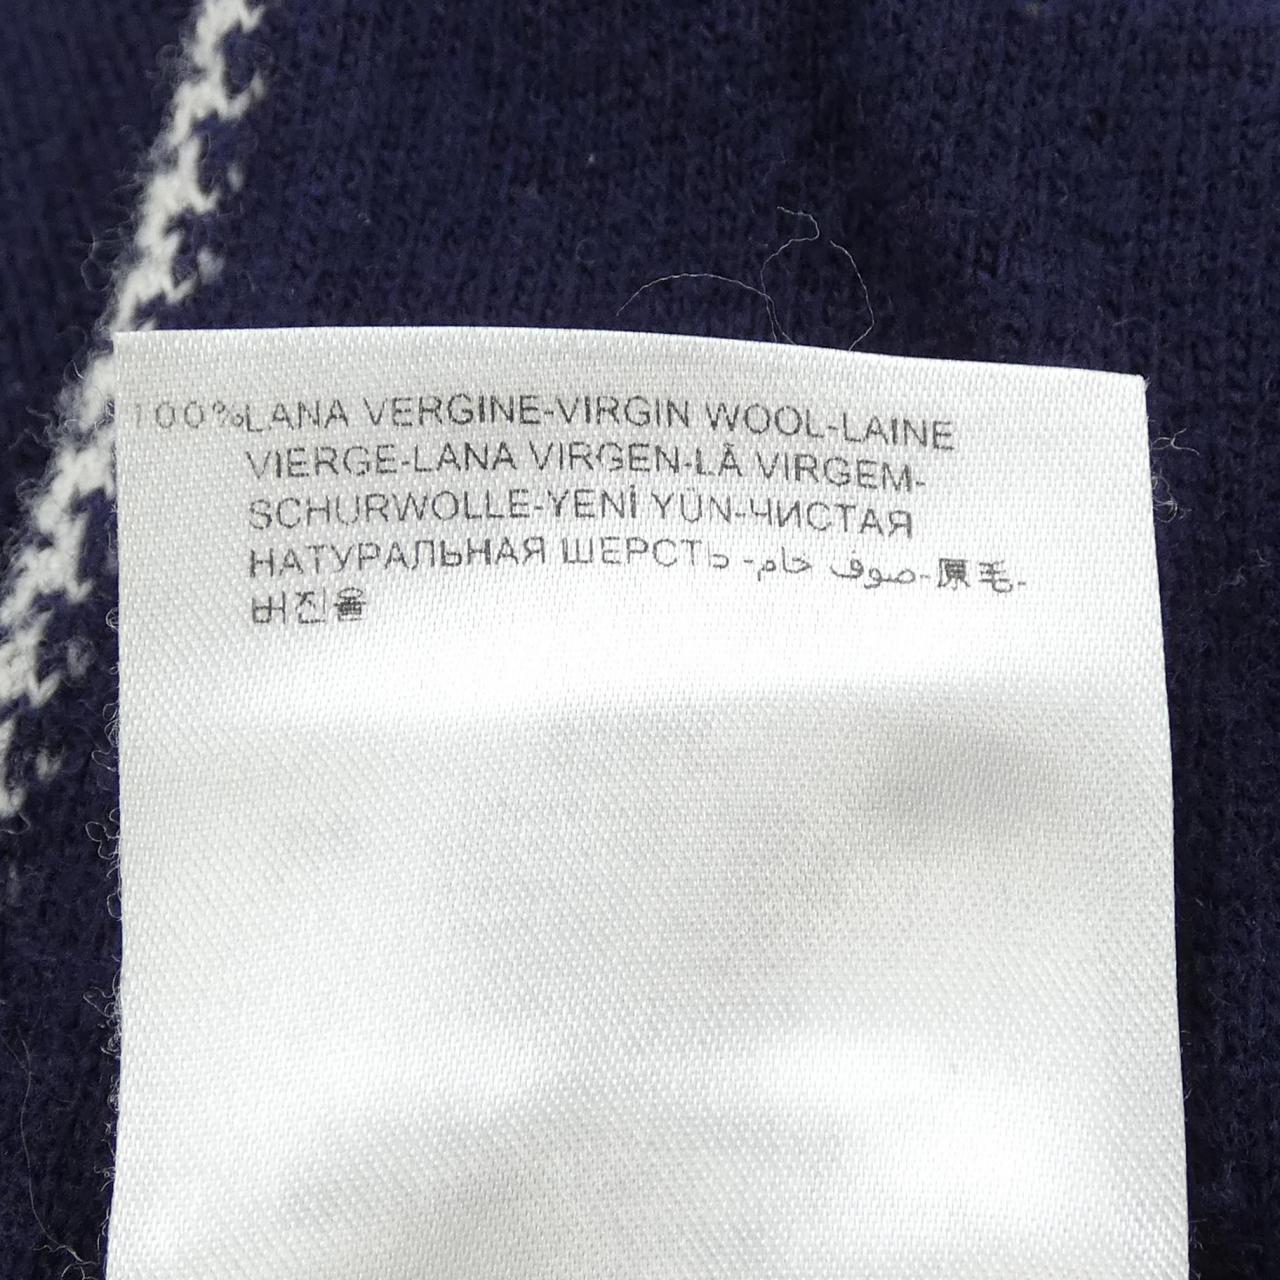 100%LANA VERGINE-VIRGIN WOOL-LAINE
VIERGE-LANA VIRGEN-LÃ VIRGEM-
SCHURWOLLE-YENİ YÜN-ЧИСТАЯ
НАТУРАЛЬНАЯ ШЕРСТЬ -صوف خام-原毛-
버진울